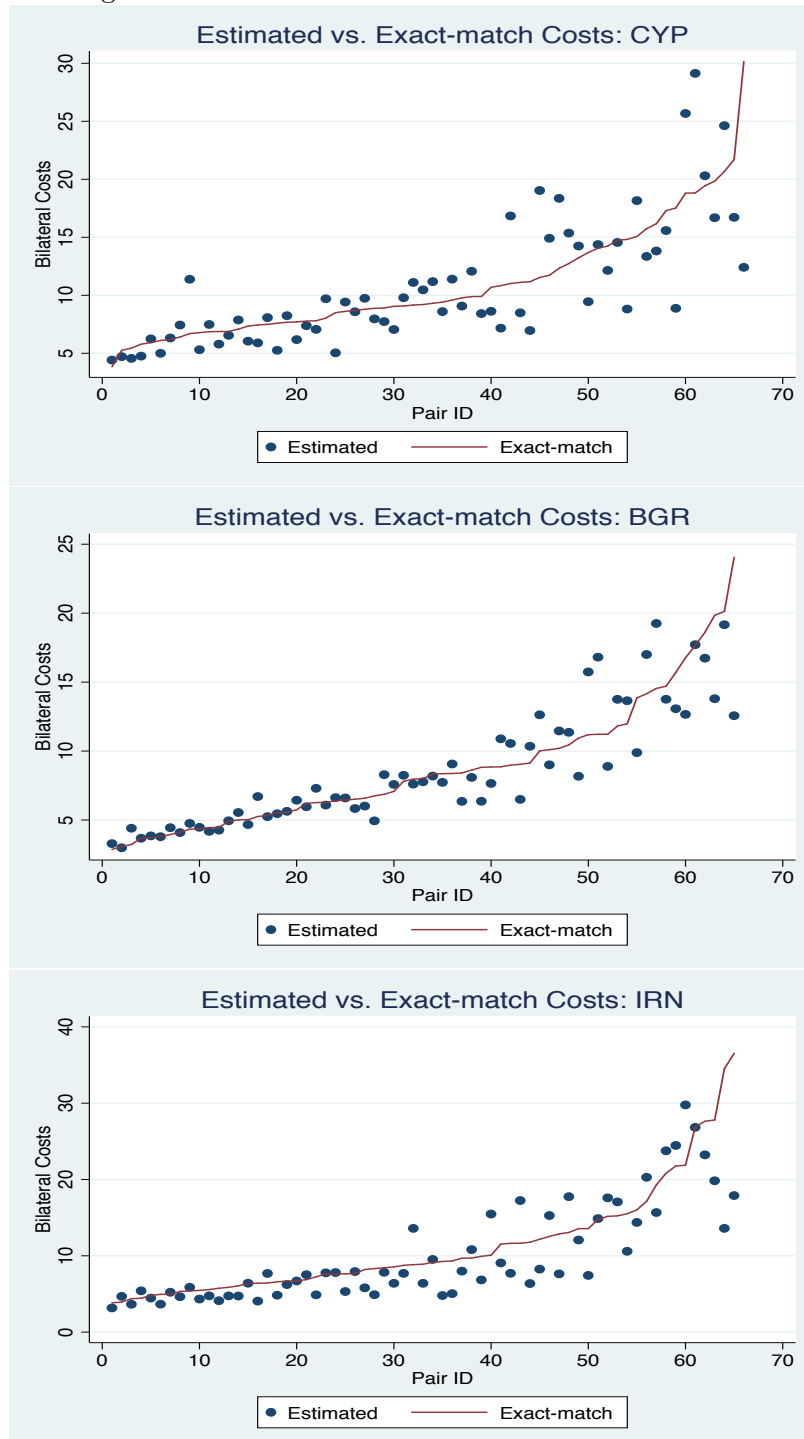 Estimated vs. Exact-match Costs: CYP
30
25
20
15
10
5
Bilateral Costs
0 10 20 30 40 50 60 70
Pair ID
Estimated Exact-match
Estimated vs. Exact-match Costs: BGR
25
20
15
10
5
Bilateral Costs
0 10 20 30 40 50 60 70
Pair ID
Estimated Exact-match
Estimated vs. Exact-match Costs: IRN
40
30
20
10
0
Bilateral Costs
0 10 20 30 40 50 60 70
Pair ID
Estimated Exact-match